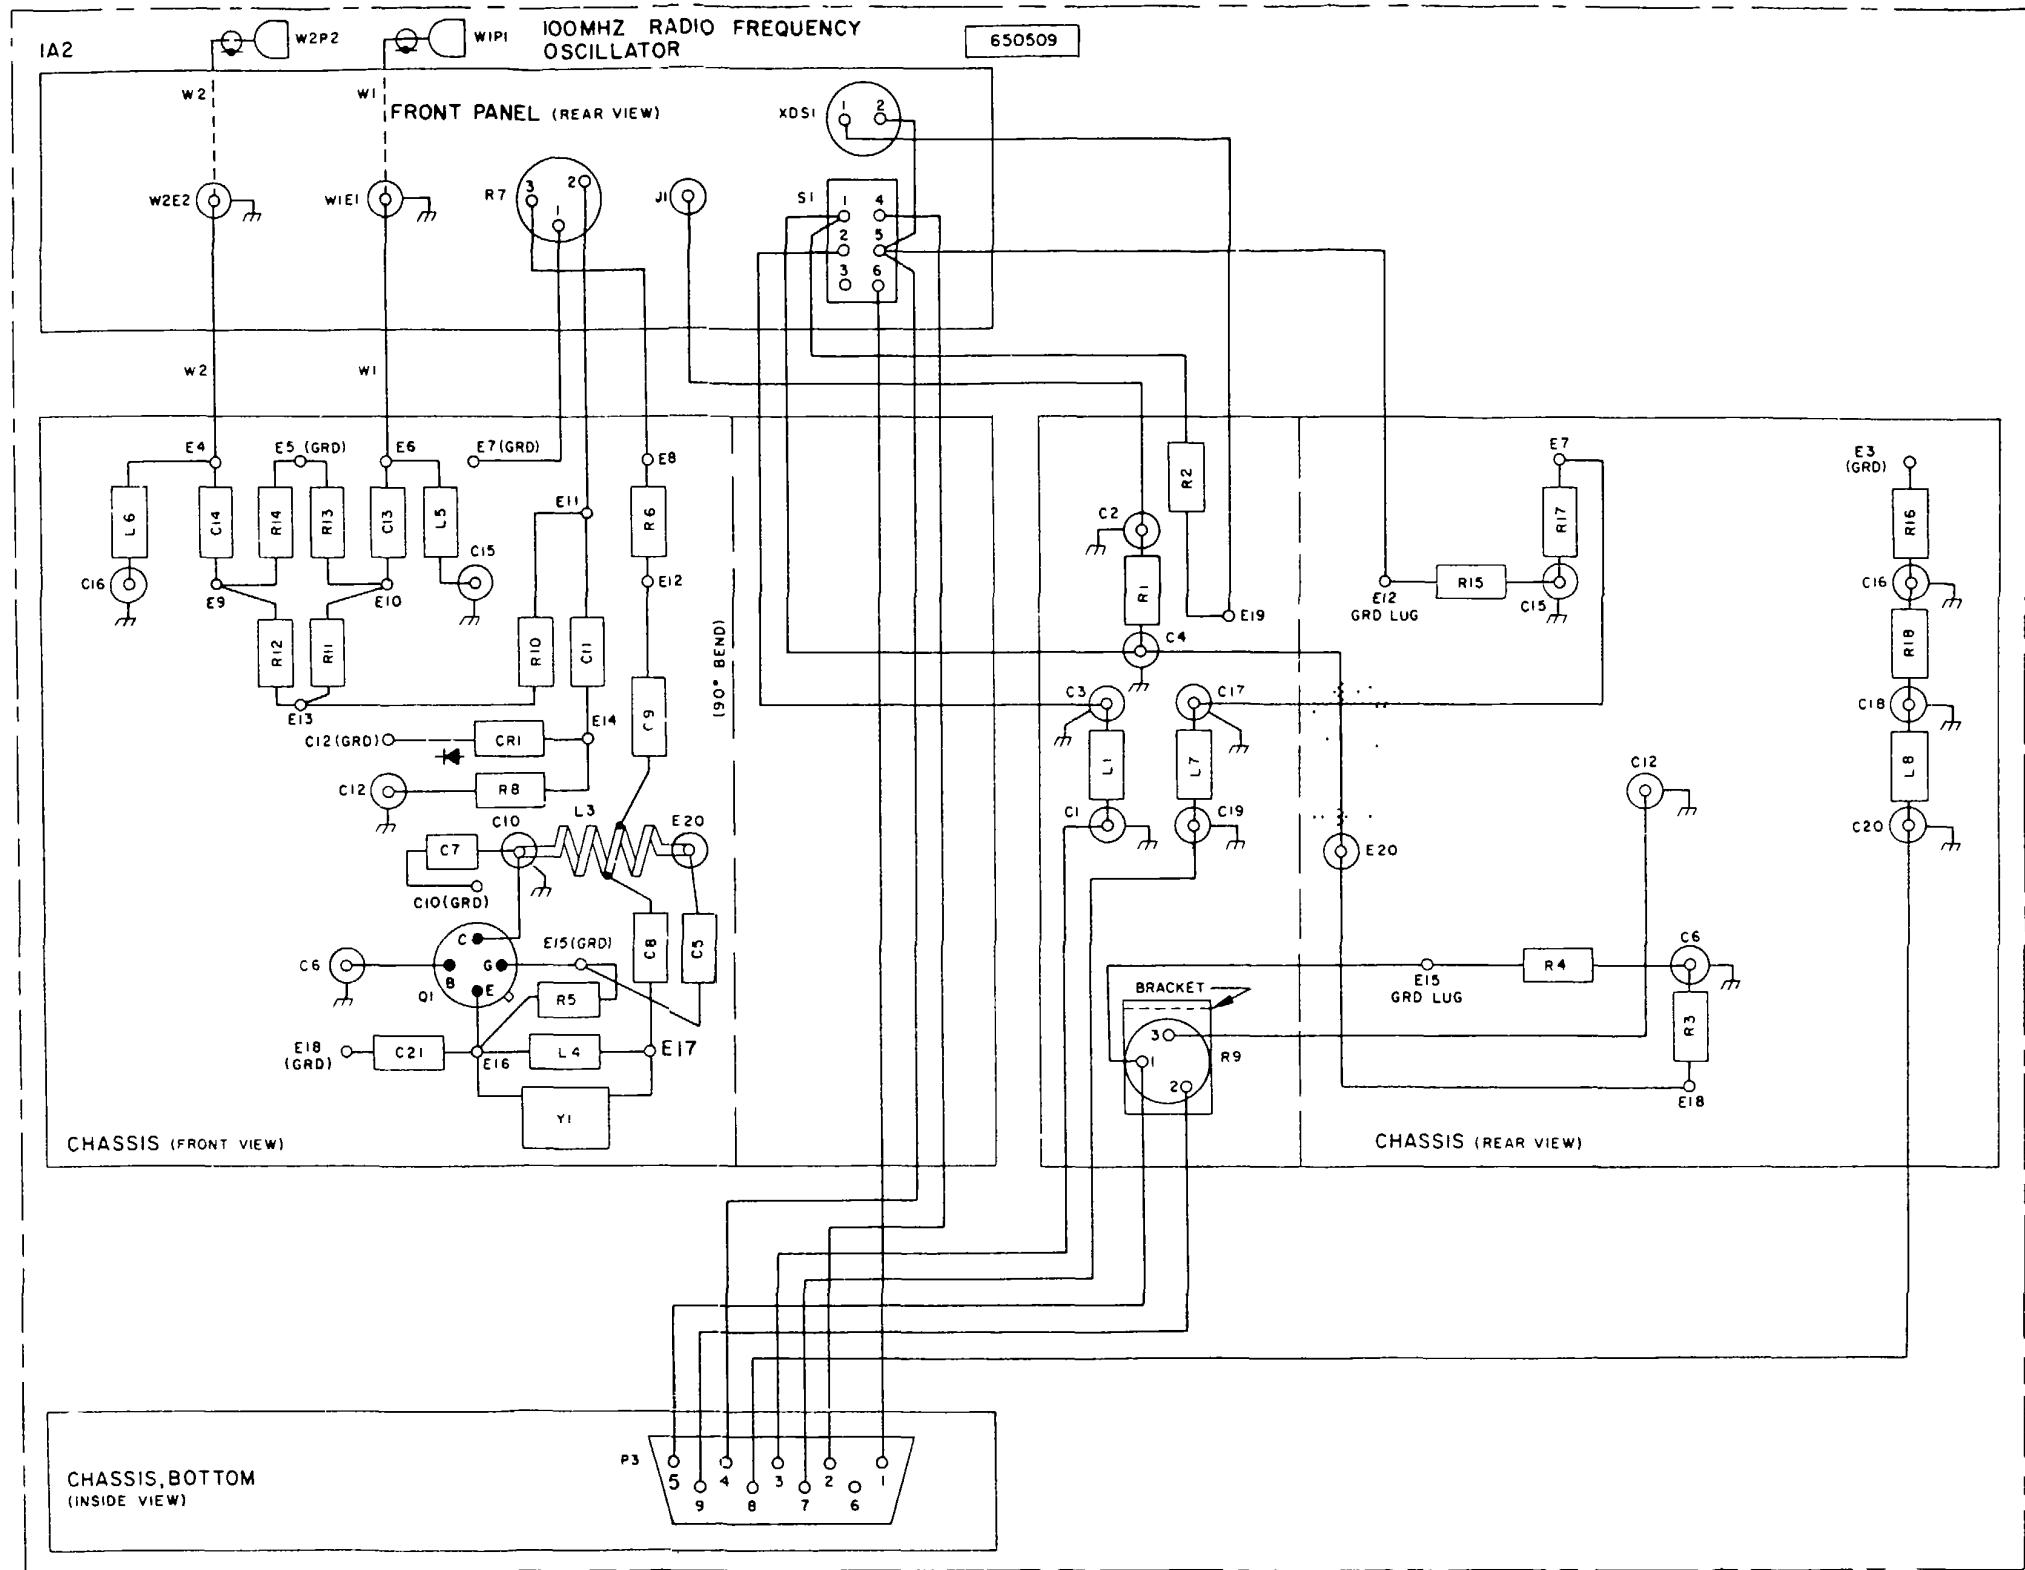 1A2
W2P2
W1P1
100MHZ RADIO FREQUENCY
OSCILLATOR
650509
W2
W1
FRONT PANEL (REAR VIEW)
XDS1
1 2
W2E2
W1E1
R7
3
2
1
J1
S1
1 4
2 5
3 6
W2
W1
E4
E5 (GRD)
E6
E7 (GRD)
E8
L6
C14
R14
R13
C13
L5
E11
R6
C15
C16
E9
E10
E12
R12
R11
R10
C11
(90° BEND)
E13
C9
E14
C12 (GRD)
CR1
C12
R8
L3
C10
E20
C7
C10 (GRD)
C
E15 (GRD)
C8
C5
C6
G
B
E
Q1
R5
E18
(GRD)
C21
E16
L4
E17
Y1
CHASSIS (FRONT VIEW)
R2
C2
R1
E19
C4
C3
C17
L1
L7
C1
C19
E7
R17
E12
GRD LUG
R15
C15
E3
(GRD)
R16
C16
R18
C18
L8
C20
C12
E20
C6
E15
GRD LUG
R4
R3
E18
BRACKET
3
1
2
R9
CHASSIS (REAR VIEW)
CHASSIS, BOTTOM
(INSIDE VIEW)
P3
5 4 3 2 1
9 8 7 6